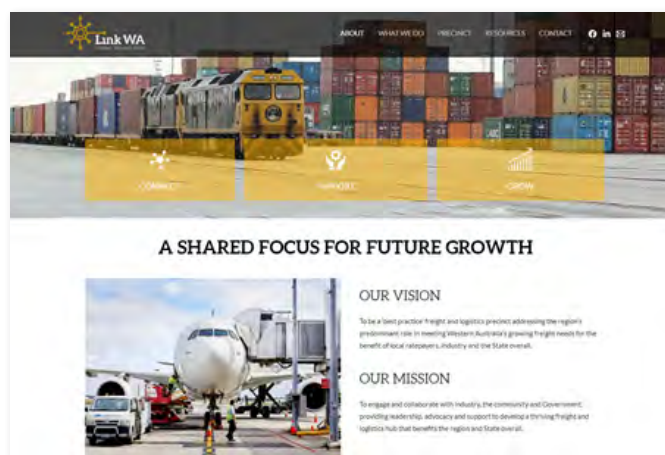 Link WA
ABOUT WHAT WE DO PRECINCT RESOURCES CONTACT
CONNECT SUPPORT GROW
A SHARED FOCUS FOR FUTURE GROWTH
OUR VISION
To be a best practice freight and logistics precinct addressing the region's
predominant role in meeting Western Australia's growing freight needs for the
benefit of local ratepayers, industry and the State overall.
OUR MISSION
To engage and collaborate with industry, the community and Government,
providing leadership, advocacy and support to develop a thriving freight and
logistics hub that benefits the region and State overall.